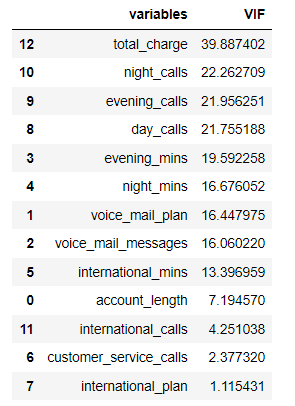 variables VIF
12 total_charge 39.887402
10 night_calls 22.262709
9 evening_calls 21.956251
8 day_calls 21.755188
3 evening_mins 19.592258
4 night_mins 16.676052
1 voice_mail_plan 16.447975
2 voice_mail_messages 16.060220
5 international_mins 13.396959
0 account_length 7.194570
11 international_calls 4.251038
6 customer_service_calls 2.377320
7 international_plan 1.115431